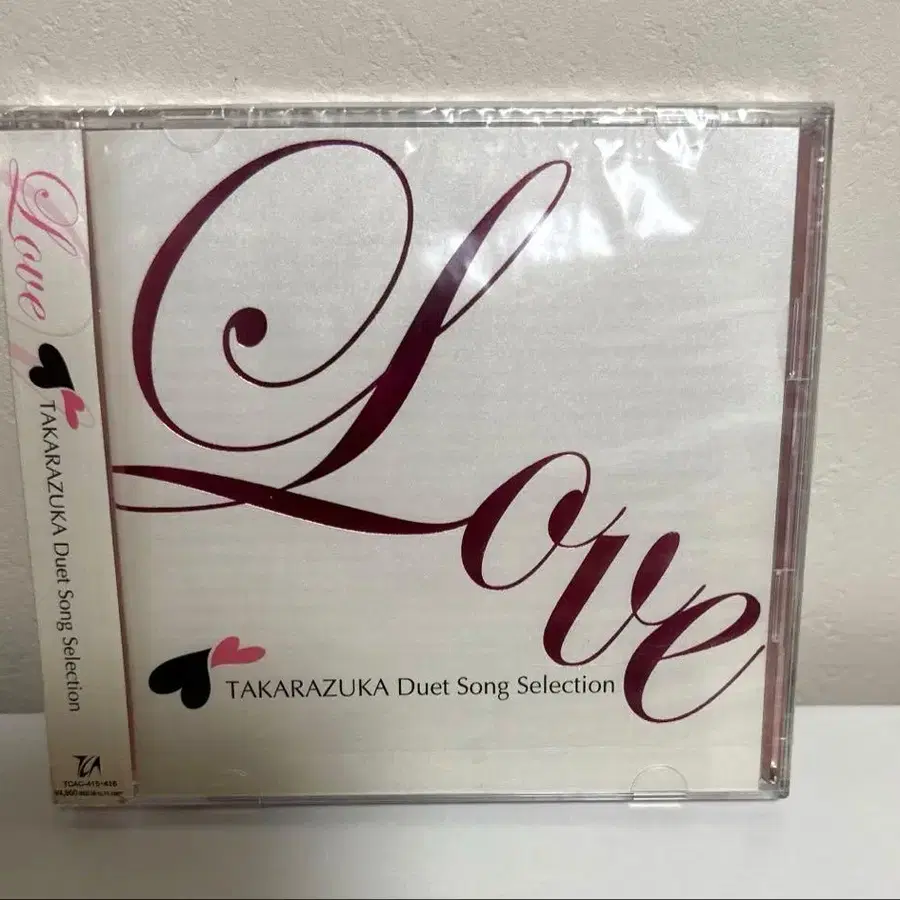 Love
TAKARAZUKA Duet Song Selection
TCA
Love
TAKARAZUKA Duet Song Selection